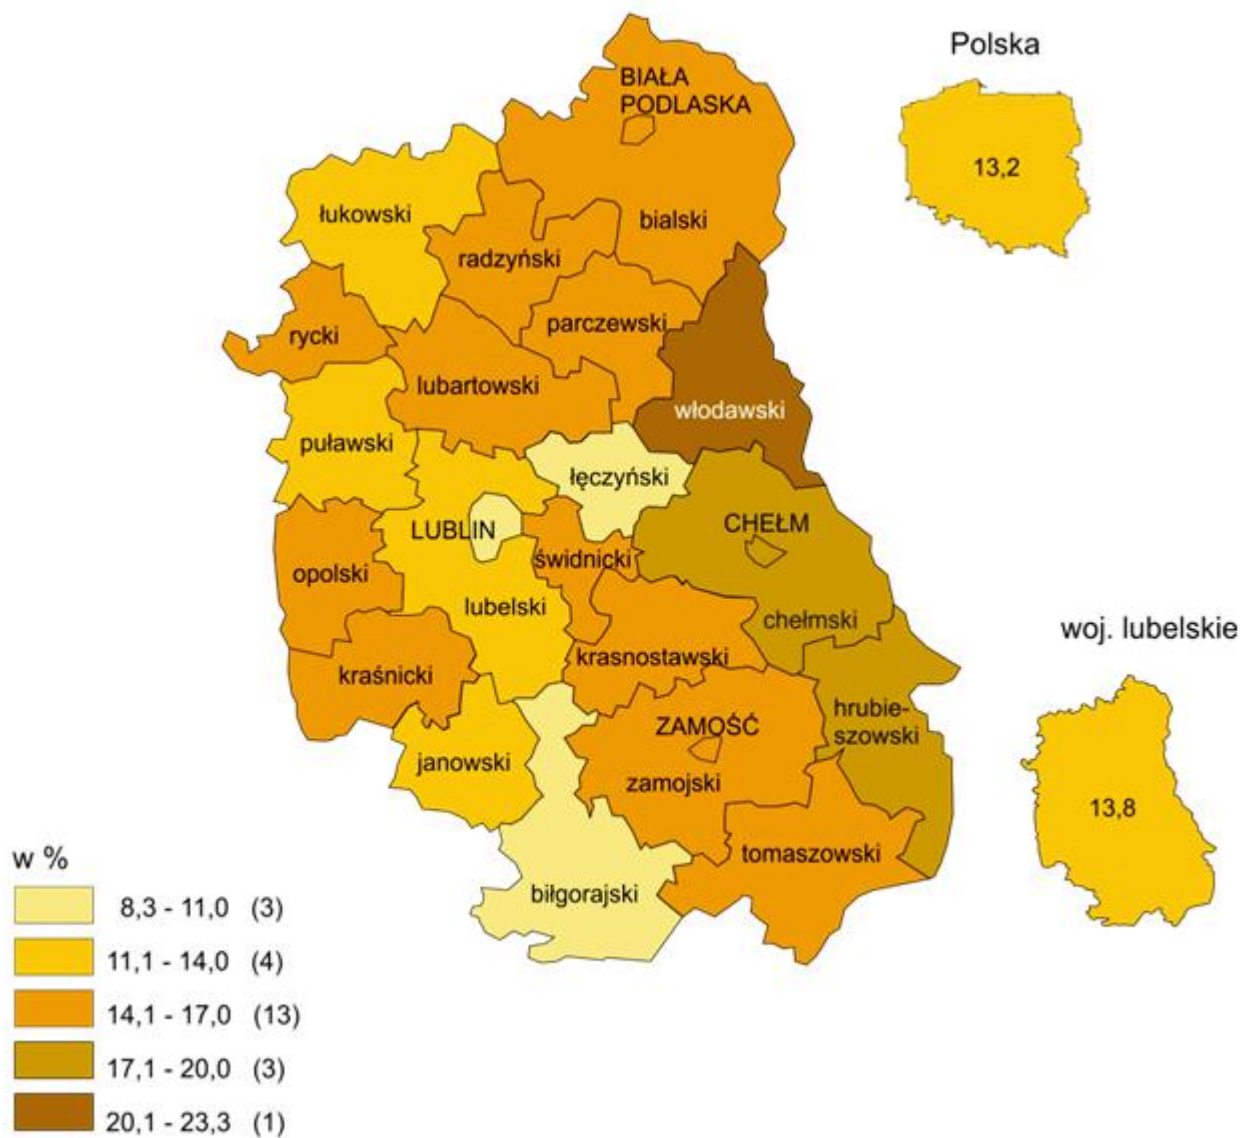 Polska
BIAŁA
PODLASKA
13,2
łukowski
bialski
radzyński
rycki
parczewski
lubartowski
włodawski
puławski
łęczyński
LUBLIN
CHEŁM
świdnicki
opolski
lubelski
chełmski
woj. lubelskie
kraśnicki
krasnostawski
hrubie-
szowski
ZAMOŚĆ
janowski
zamojski
13,8
tomaszowski
biłgorajski
w %
8,3 - 11,0 (3)
11,1 - 14,0 (4)
14,1 - 17,0 (13)
17,1 - 20,0 (3)
20,1 - 23,3 (1)